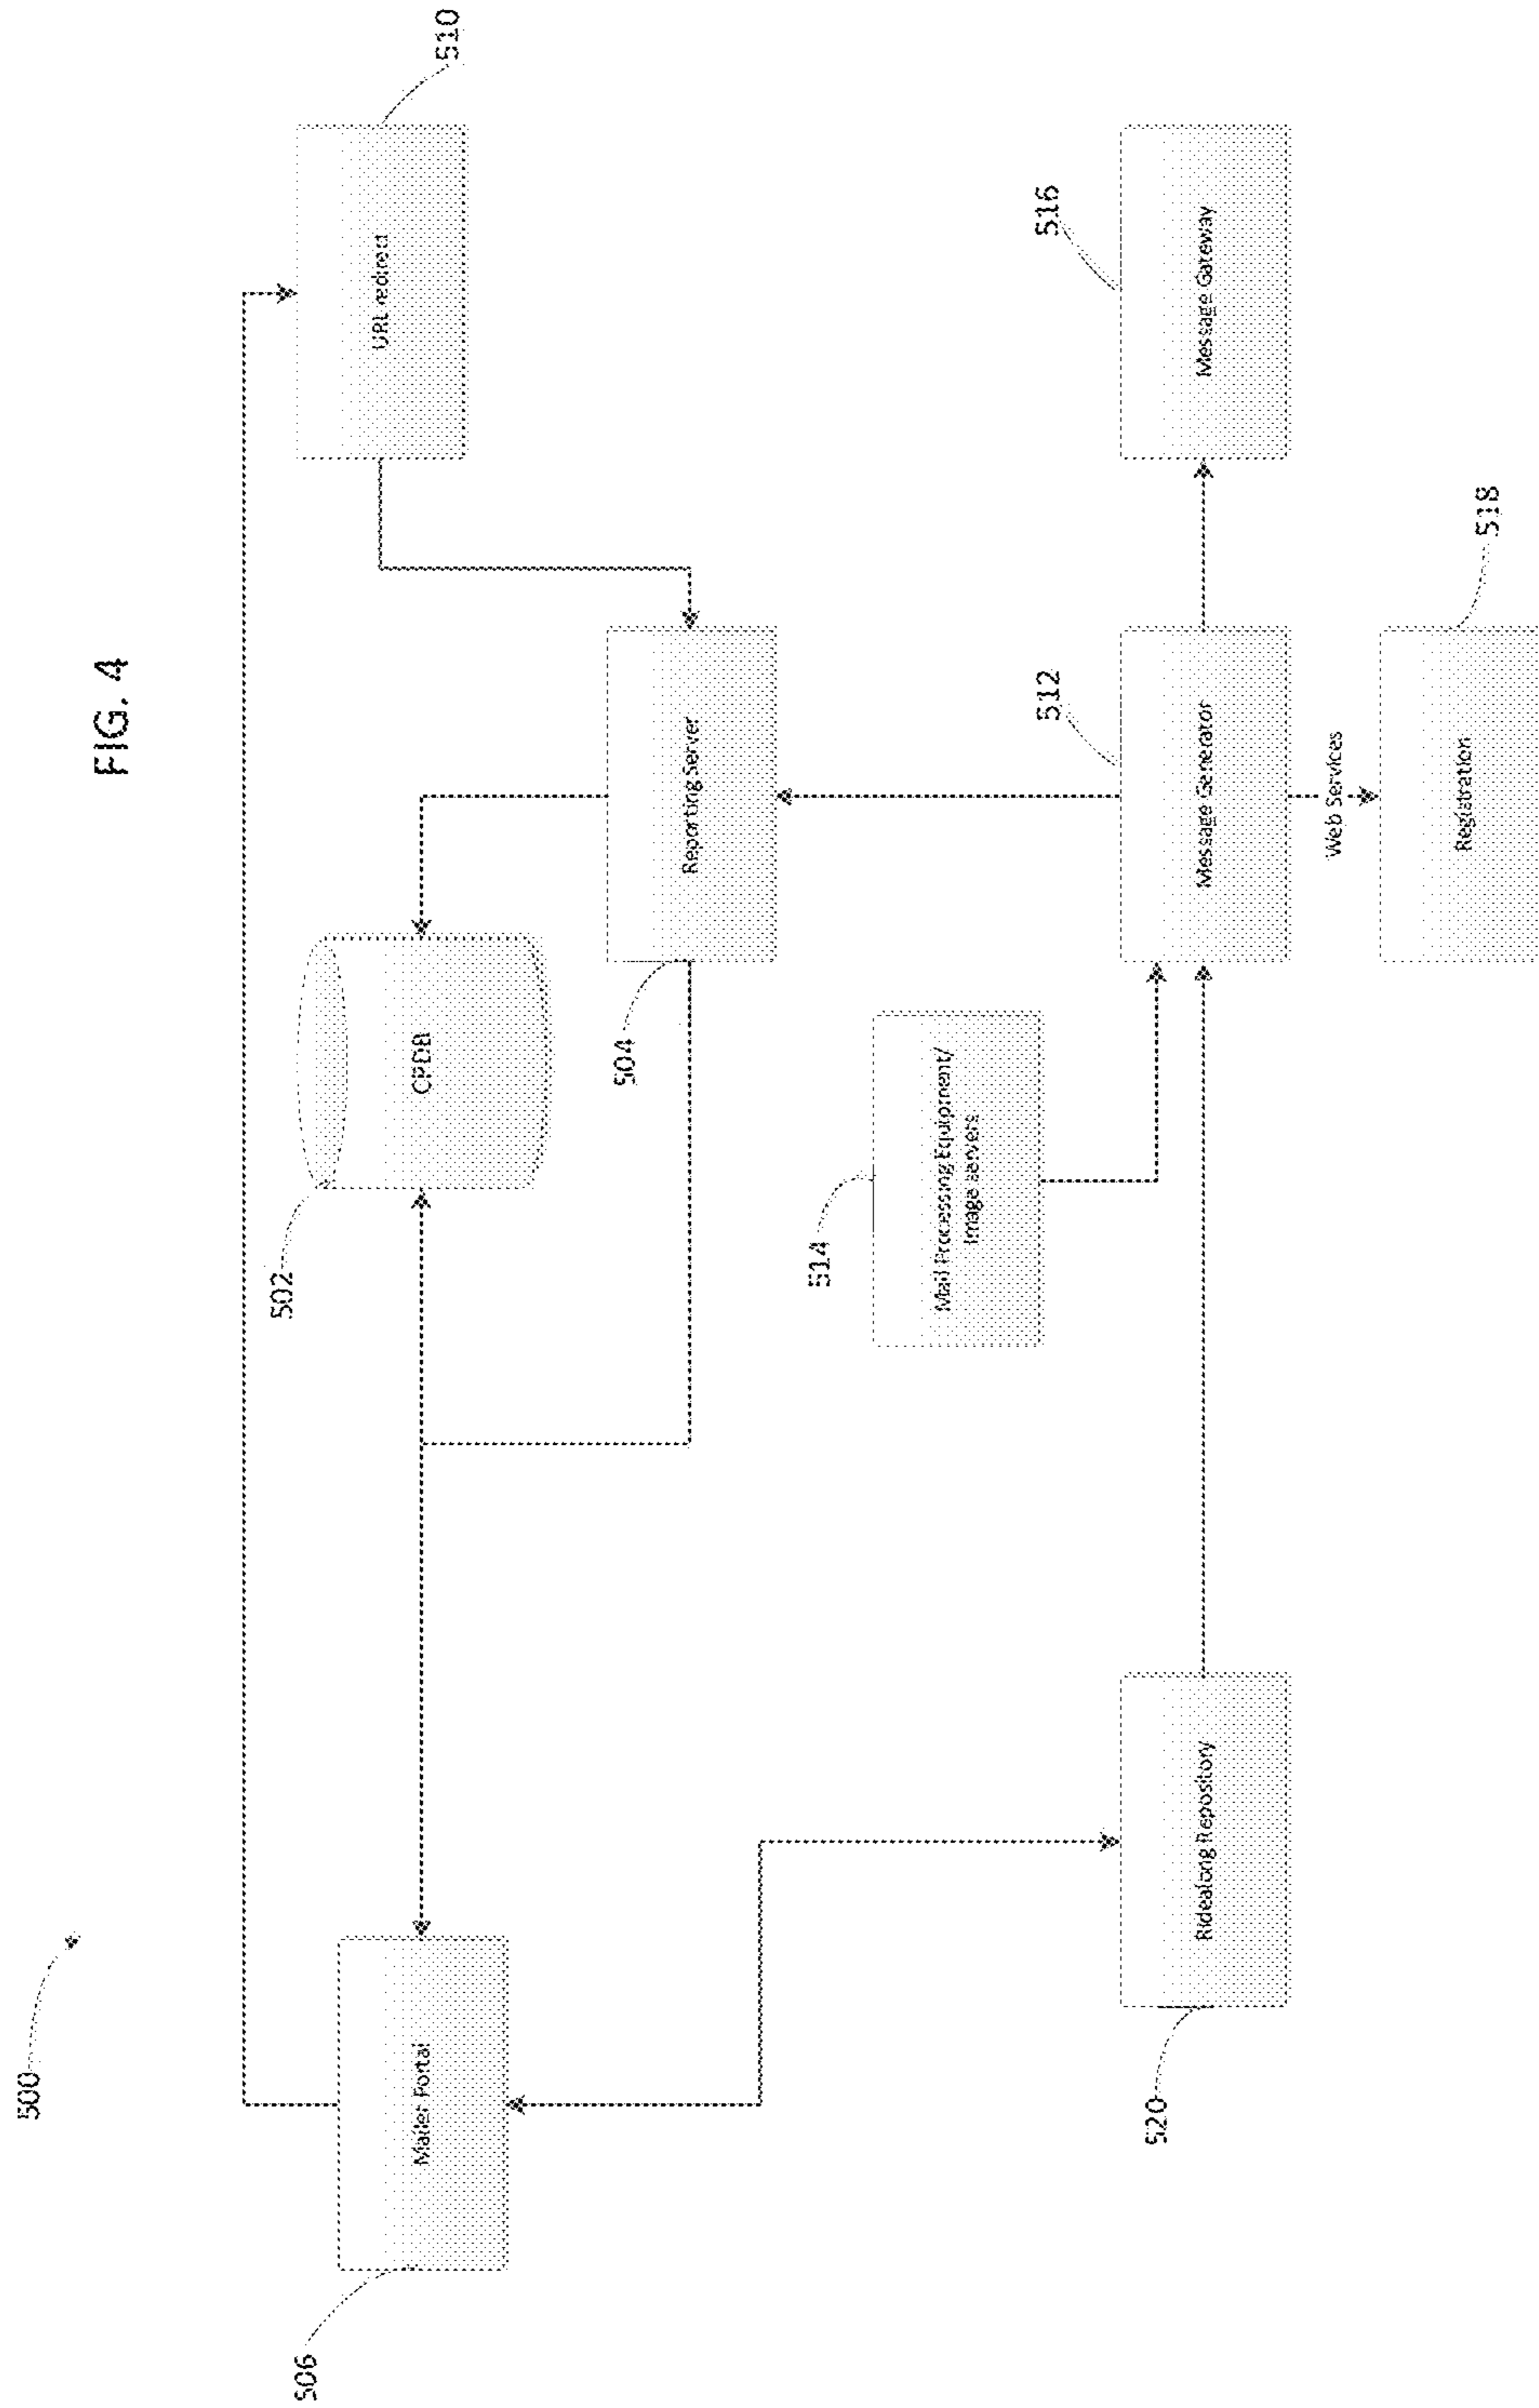 FIG. 4
500
506
Mailer Portal
502
CPDB
510
URL redirect
504
Reporting Server
514
Mail Processing Equipment/
Image servers
520
Ridealong Repository
512
Message Generator
516
Message Gateway
Web Services
518
Registration